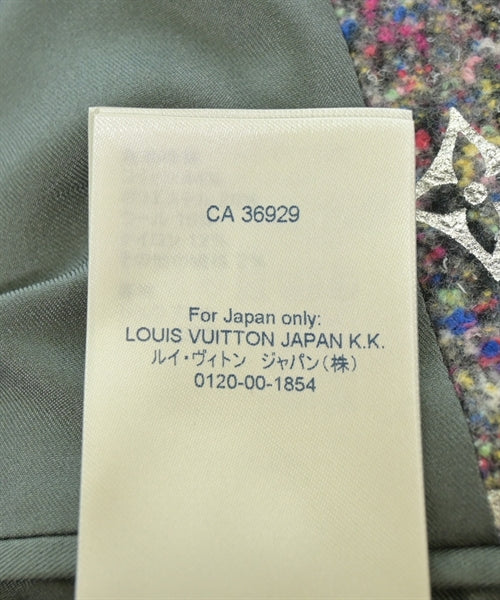 CA 36929
For Japan only:
LOUIS VUITTON JAPAN K.K.
ルイ・ヴィトン ジャパン(株)
0120-00-1854